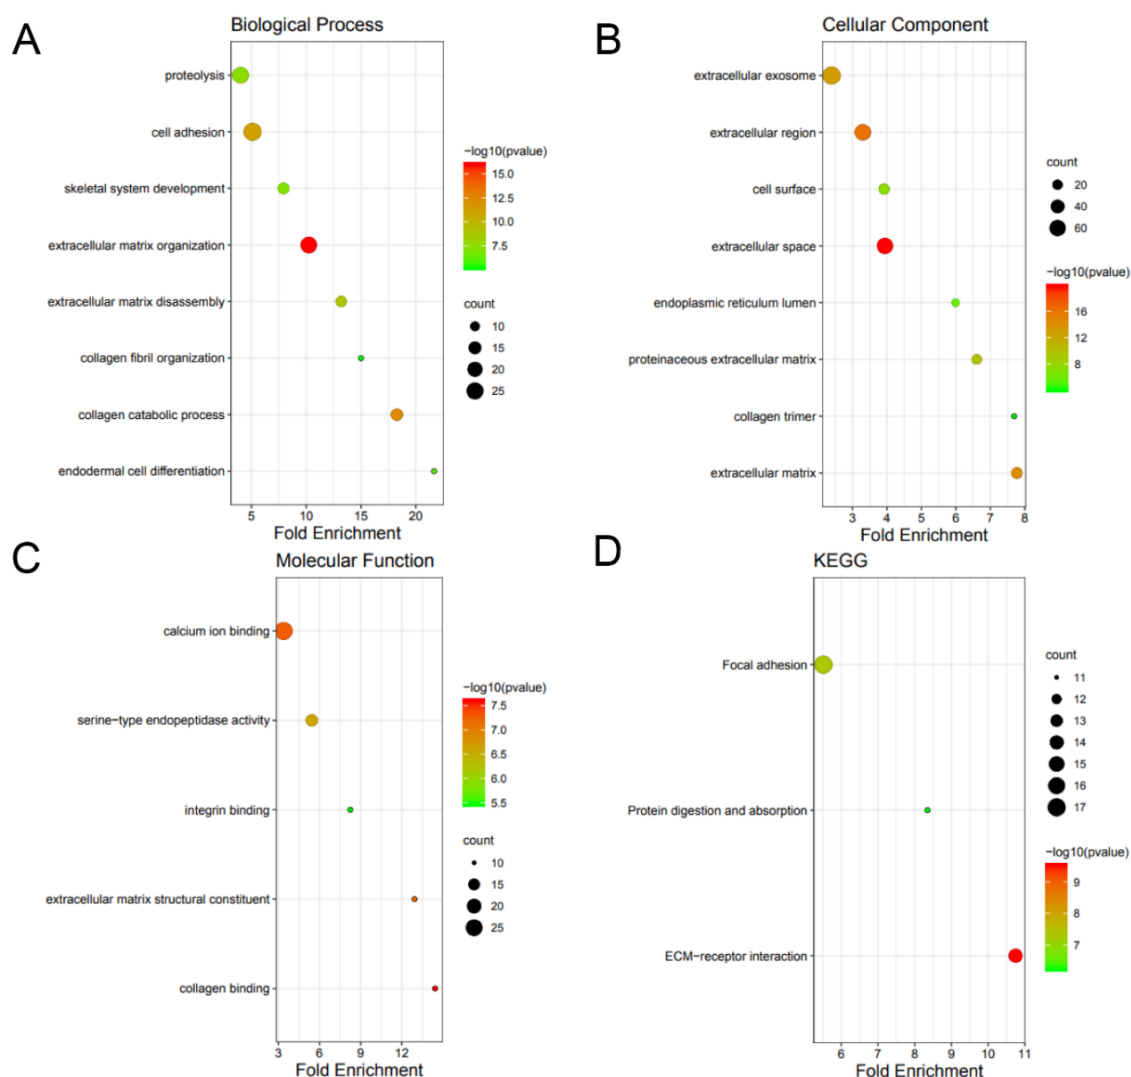 A
Biological Process
proteolysis
cell adhesion
skeletal system development
extracellular matrix organization
extracellular matrix disassembly
collagen fibril organization
collagen catabolic process
endodermal cell differentiation
5 10 15 20
Fold Enrichment
−log10(pvalue)
15.0
12.5
10.0
7.5
count
10
15
20
25
B
Cellular Component
extracellular exosome
extracellular region
cell surface
extracellular space
endoplasmic reticulum lumen
proteinaceous extracellular matrix
collagen trimer
extracellular matrix
3 4 5 6 7 8
Fold Enrichment
count
20
40
60
−log10(pvalue)
16
12
8
C
Molecular Function
calcium ion binding
serine−type endopeptidase activity
integrin binding
extracellular matrix structural constituent
collagen binding
3 6 9 12
Fold Enrichment
−log10(pvalue)
7.5
7.0
6.5
6.0
5.5
count
10
15
20
25
D
KEGG
Focal adhesion
Protein digestion and absorption
ECM−receptor interaction
6 7 8 9 10 11
Fold Enrichment
count
11
12
13
14
15
16
17
−log10(pvalue)
9
8
7